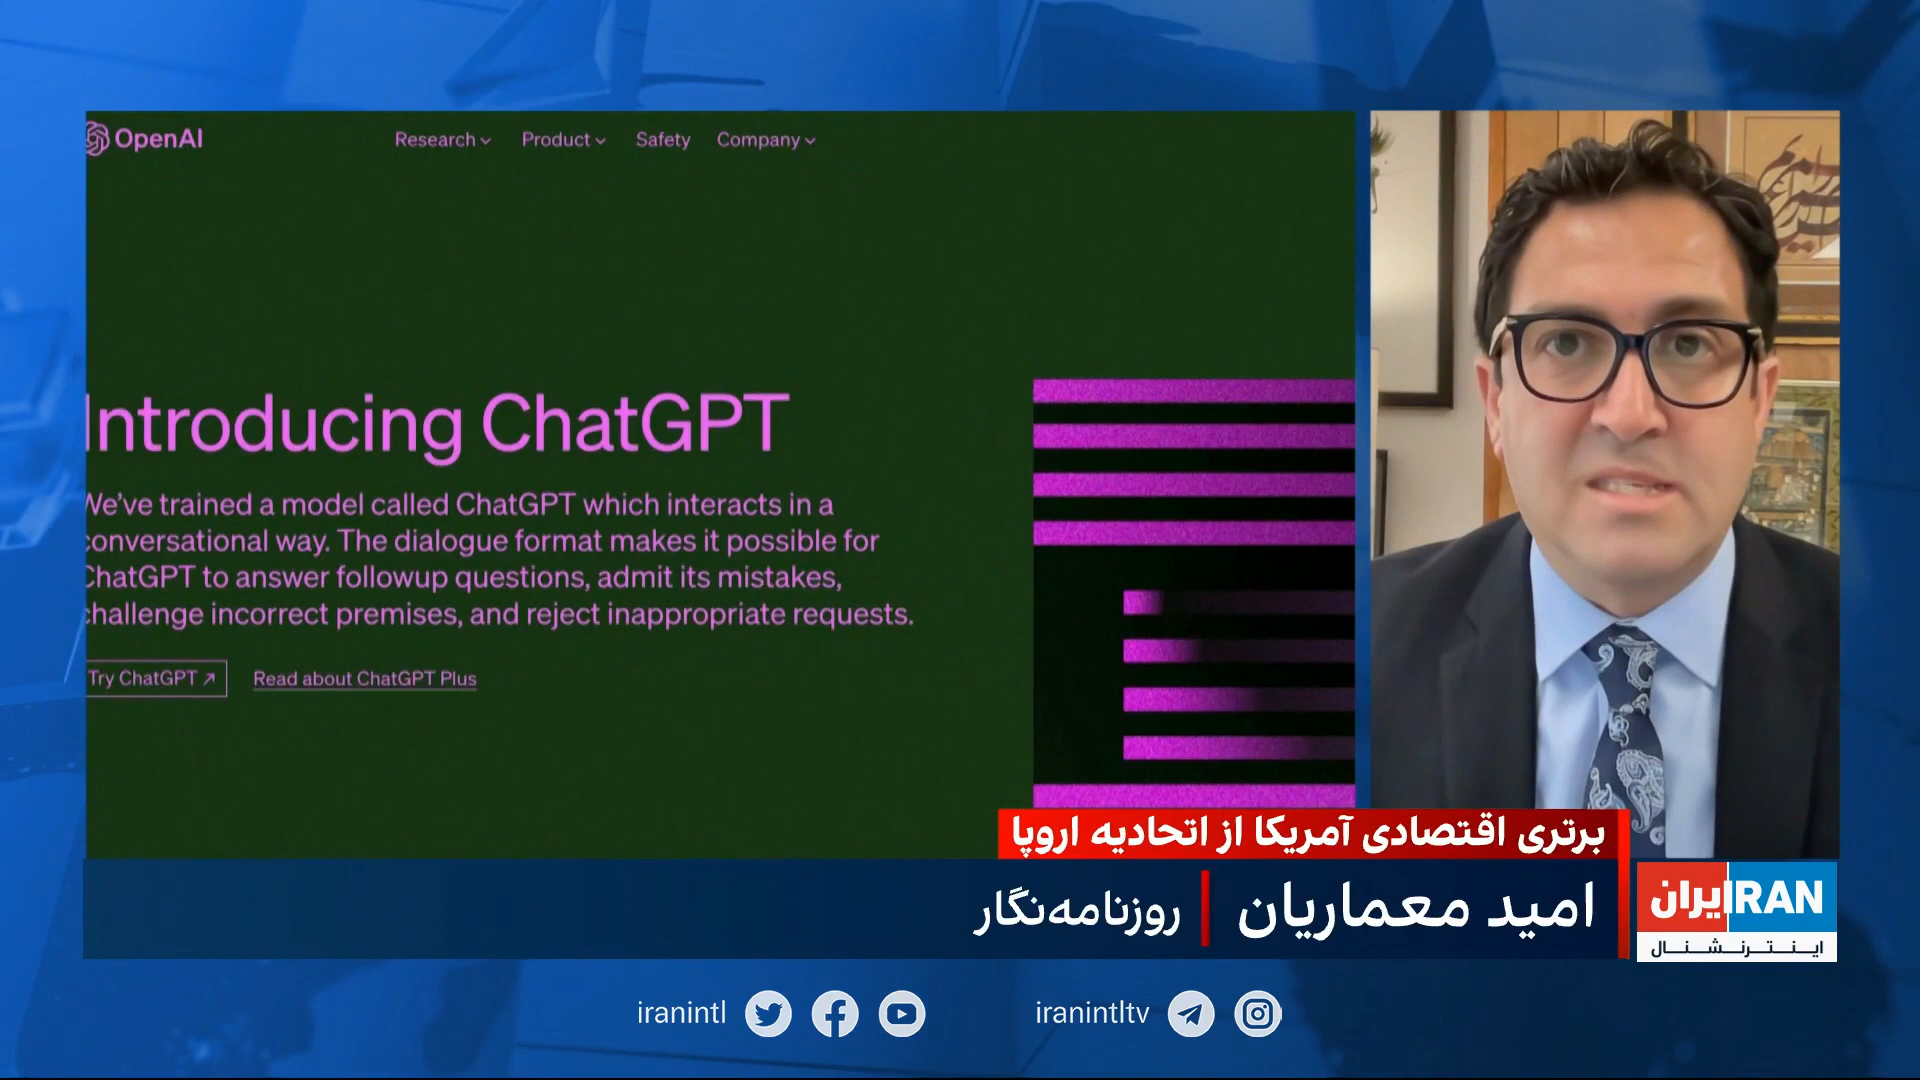 OpenAI
Research Product Safety Company
Introducing ChatGPT
We've trained a model called ChatGPT which interacts in a
conversational way. The dialogue format makes it possible for
ChatGPT to answer followup questions, admit its mistakes,
challenge incorrect premises, and reject inappropriate requests.
Try ChatGPT ↗ Read about ChatGPT Plus
برتری اقتصادی آمریکا از اتحادیه اروپا
امید معماریان | روزنامه‌نگار
ایران IRAN
اینترنشنال
iranintl
iranintltv